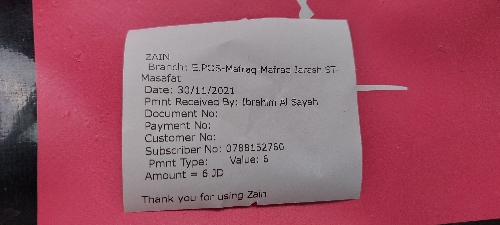 ZAIN
Branch: E.POS-Mafraq Mafraq Jarash ST-
Masafat
Date: 30/11/2021
Pmnt Received By: Ibrahim Al Sayah
Document No:
Payment No:
Customer No:
Subscriber No: 0788152760
Pmnt Type: Value: 6
Amount = 6 JD
Thank you for using Zain